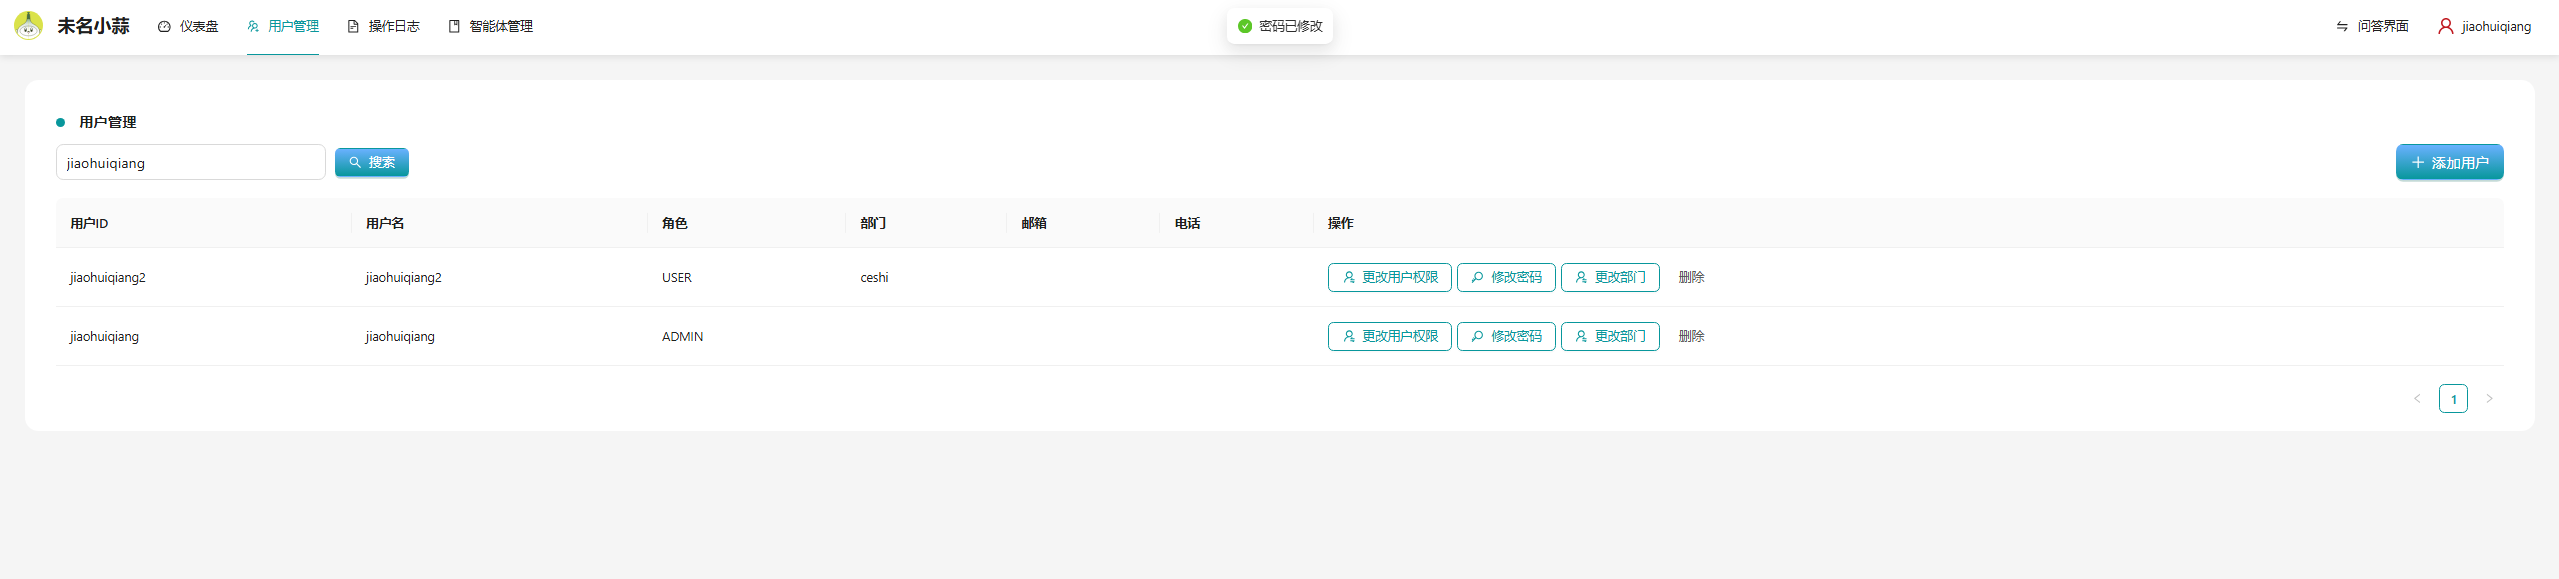 未名小蒜 仪表盘 用户管理 操作日志 智能体管理 密码已修改 问答界面 jiaohuiqiang
用户管理
jiaohuiqiang 搜索 添加用户
用户ID 用户名 角色 部门 邮箱 电话 操作
jiaohuiqiang2 jiaohuiqiang2 USER ceshi 更改用户权限 修改密码 更改部门 删除
jiaohuiqiang jiaohuiqiang ADMIN 更改用户权限 修改密码 更改部门 删除
1